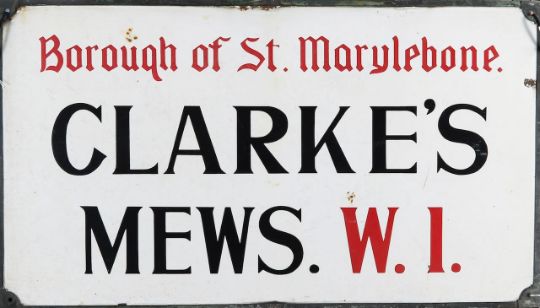 Borough of St. Marylebone.
CLARKE'S
MEWS. W. 1.